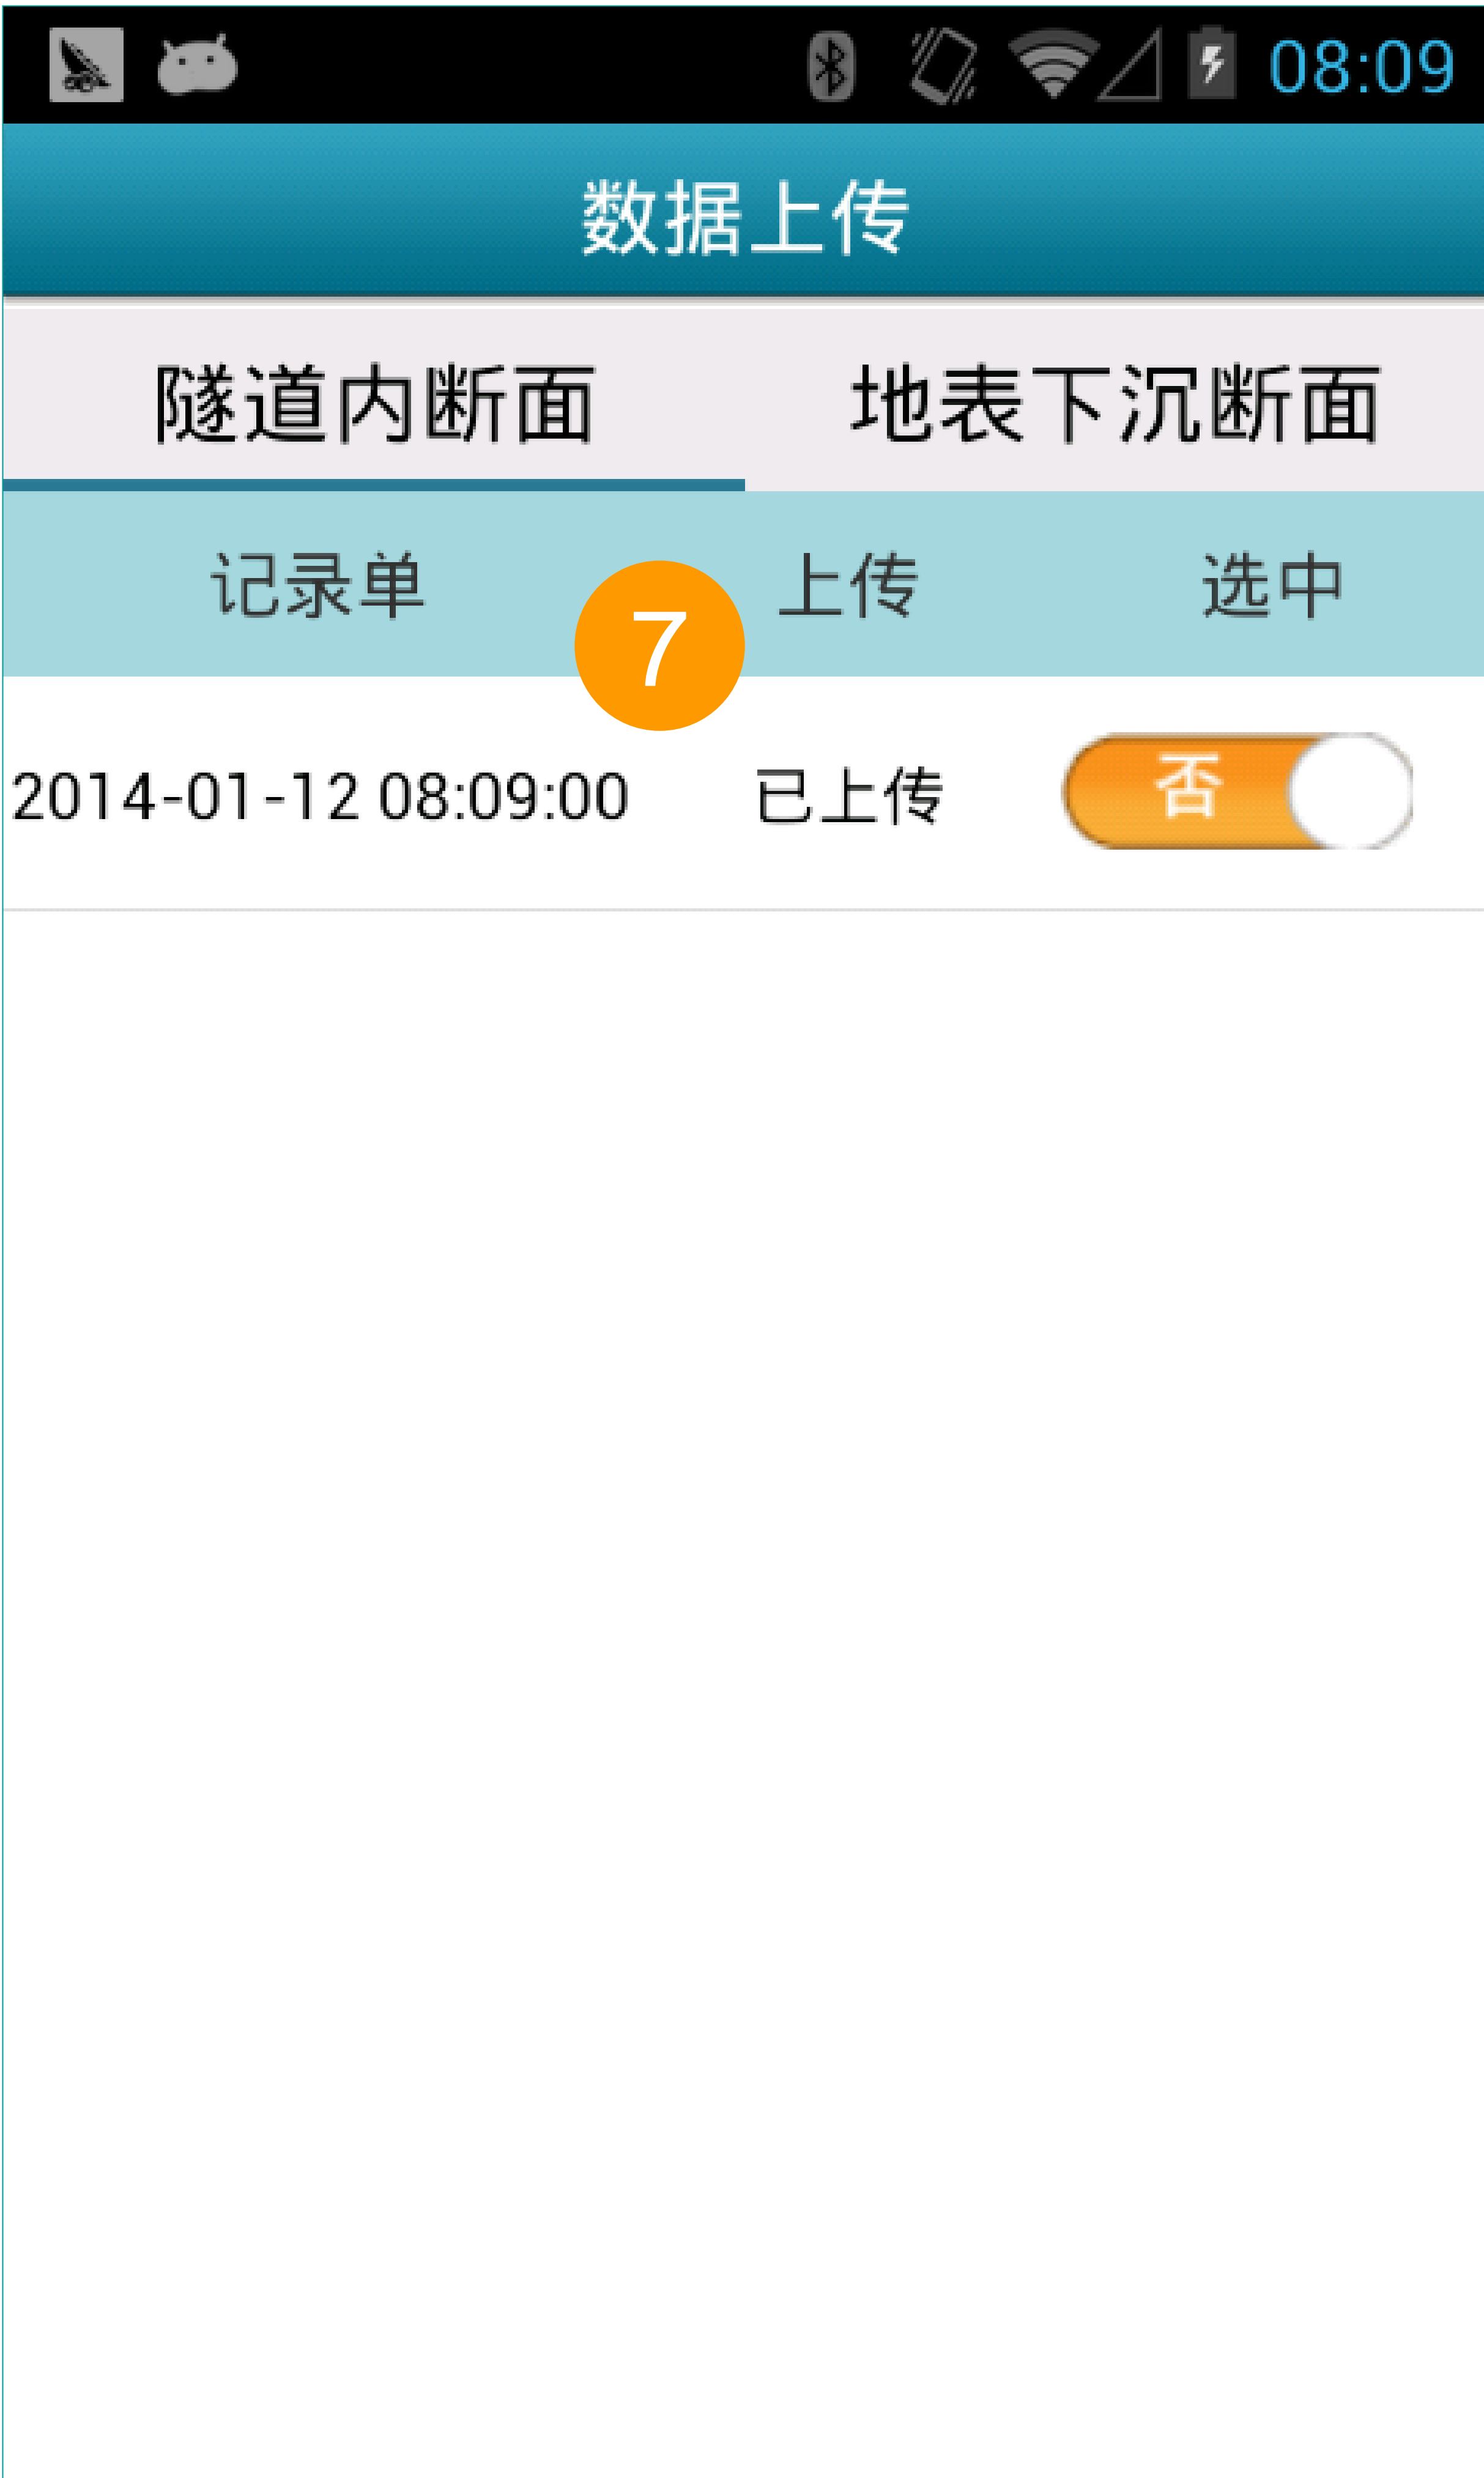 08:09
数据上传
隧道内断面 地表下沉断面
记录单 上传 选中
7
2014-01-12 08:09:00 已上传 否